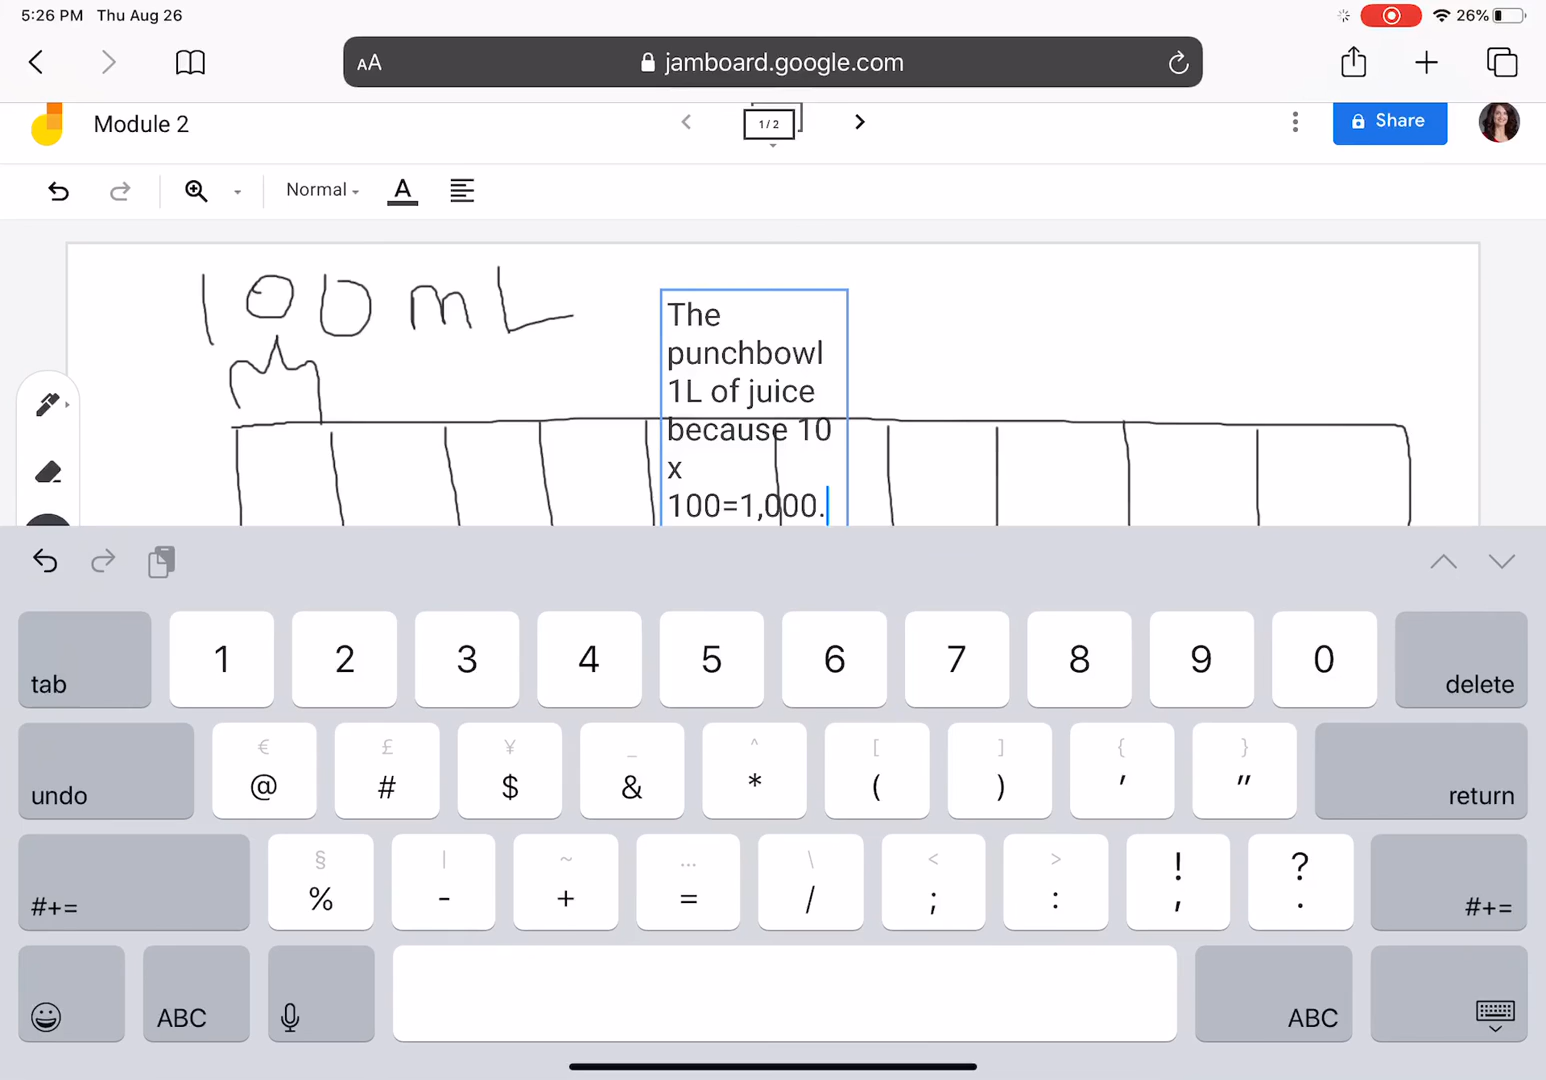 5:26 PM Thu Aug 26
26%
AA
jamboard.google.com
Module 2
1 / 2
Share
Normal
A
100 mL
The
punchbowl
1L of juice
because 10
x
100=1,000.
tab 1 2 3 4 5 6 7 8 9 0 delete
€ £ ¥ _ ^ [ ] { }
undo @ # $ & * ( ) ' " return
§ | ~ … \ < > ! ?
#+= % - + = / ; : , . #+=
ABC ABC